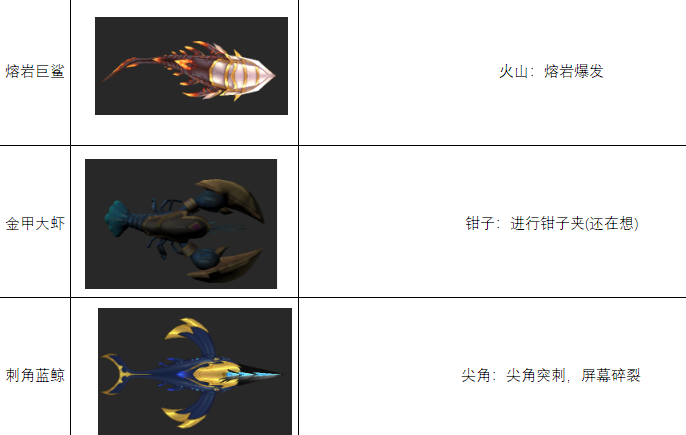 熔岩巨鲨
火山：熔岩爆发
金甲大虾
钳子：进行钳子夹(还在想)
刺角蓝鲸
尖角：尖角突刺，屏幕碎裂